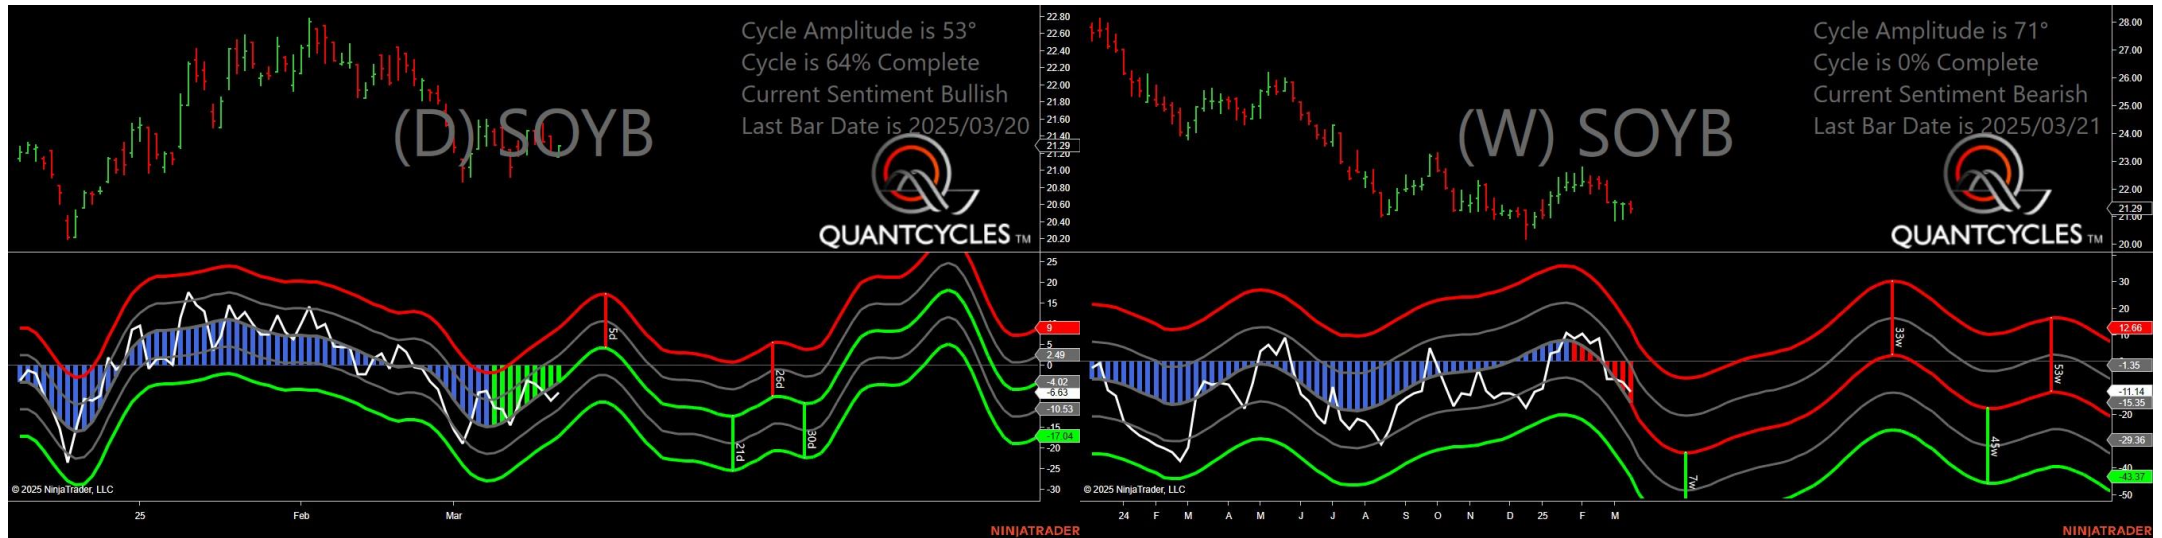 Cycle Amplitude is 53°
Cycle is 64% Complete
Current Sentiment Bullish
Last Bar Date is 2025/03/20
(D) SOYB
QUANTCYCLES TM
22.80
22.60
22.40
22.20
22.00
21.80
21.60
21.40
21.29
21.20
21.00
20.80
20.60
20.40
20.20
25
20
15
9
5
2.49
0
-4.02
-6.63
-10.53
-15
-17.04
-20
-25
-30
5d
26d
21d
30d
© 2025 NinjaTrader, LLC
25
Feb
Mar
NINJATRADER
Cycle Amplitude is 71°
Cycle is 0% Complete
Current Sentiment Bearish
Last Bar Date is 2025/03/21
(W) SOYB
QUANTCYCLES TM
28.00
27.00
26.00
25.00
24.00
23.00
22.00
21.29
21.00
20.00
30
20
12.66
10
-1.35
-11.14
-15.35
-20
-29.36
-40
-43.37
-50
33w
53w
45w
7w
© 2025 NinjaTrader, LLC
24
F
M
A
M
J
J
A
S
O
N
D
25
F
M
NINJATRADER